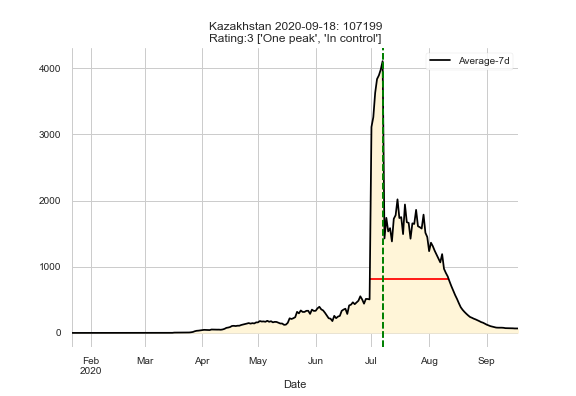 Kazakhstan 2020-09-18: 107199
Rating:3 ['One peak', 'In control']
Average-7d
4000
3000
2000
1000
0
Feb Mar Apr May Jun Jul Aug Sep
2020
Date